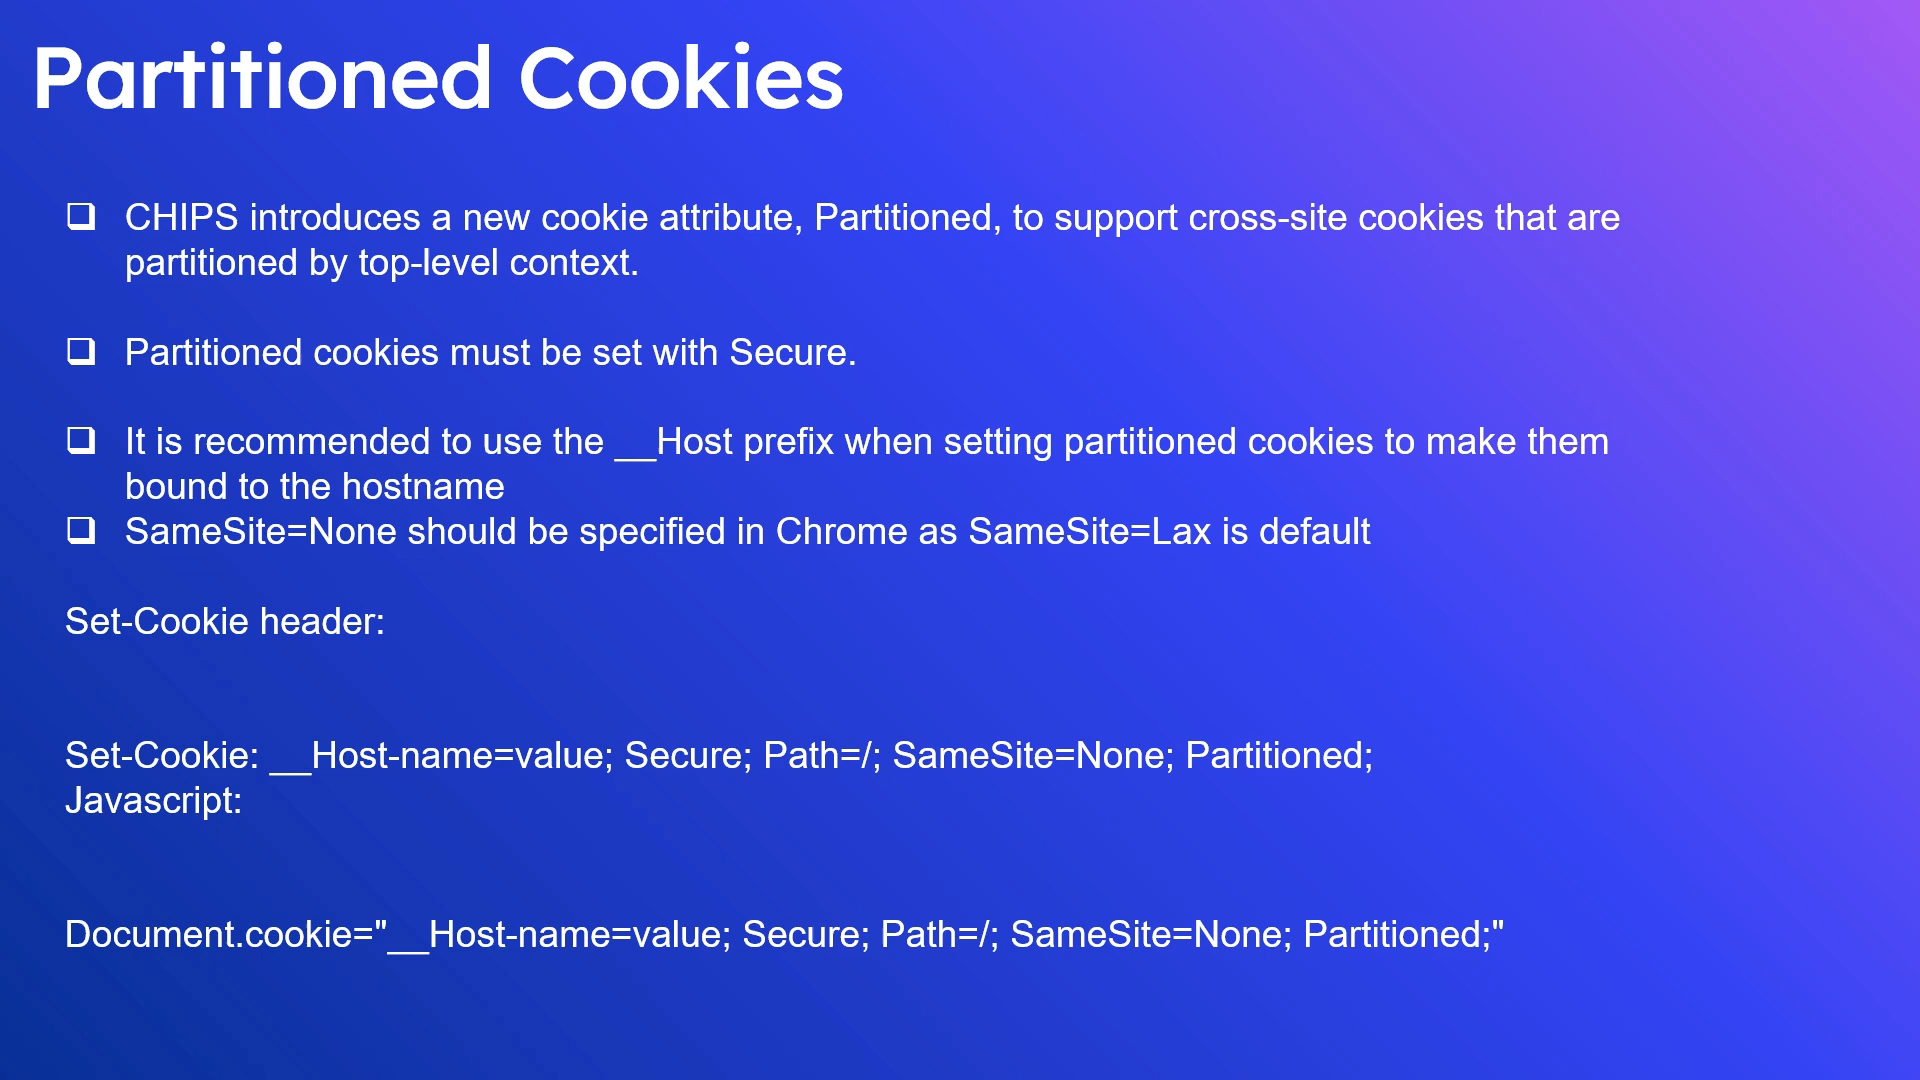 Partitioned Cookies
❑ CHIPS introduces a new cookie attribute, Partitioned, to support cross-site cookies that are
partitioned by top-level context.
❑ Partitioned cookies must be set with Secure.
❑ It is recommended to use the __Host prefix when setting partitioned cookies to make them
bound to the hostname
❑ SameSite=None should be specified in Chrome as SameSite=Lax is default
Set-Cookie header:
Set-Cookie: __Host-name=value; Secure; Path=/; SameSite=None; Partitioned;
Javascript:
Document.cookie="__Host-name=value; Secure; Path=/; SameSite=None; Partitioned;"